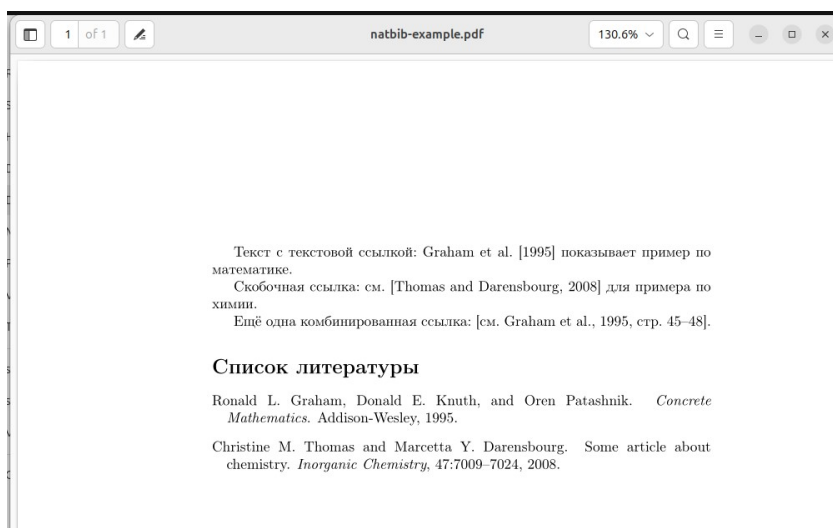 1 of 1 natbib-example.pdf 130.6%
Текст с текстовой ссылкой: Graham et al. [1995] показывает пример по
математике.
Скобочная ссылка: см. [Thomas and Darensbourg, 2008] для примера по
химии.
Ещё одна комбинированная ссылка: [см. Graham et al., 1995, стр. 45–48].
Список литературы
Ronald L. Graham, Donald E. Knuth, and Oren Patashnik. Concrete
Mathematics. Addison-Wesley, 1995.
Christine M. Thomas and Marcetta Y. Darensbourg. Some article about
chemistry. Inorganic Chemistry, 47:7009–7024, 2008.